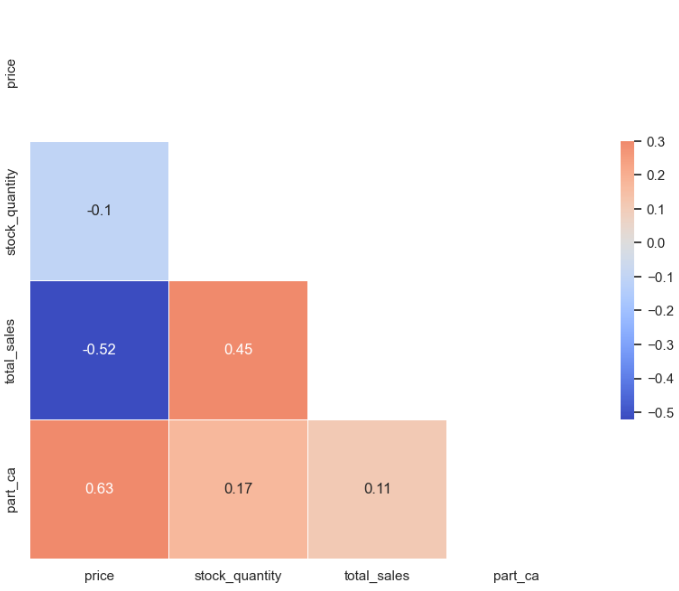 price
stock_quantity
total_sales
part_ca
-0.1
-0.52 0.45
0.63 0.17 0.11
price stock_quantity total_sales part_ca
0.3
0.2
0.1
0.0
−0.1
−0.2
−0.3
−0.4
−0.5